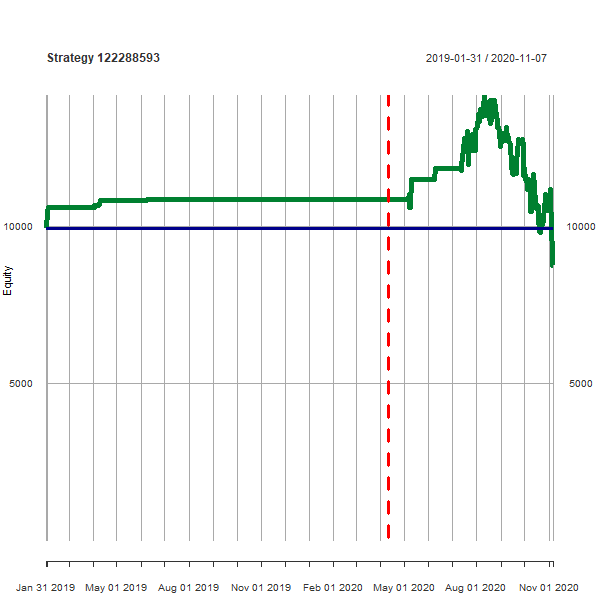 Strategy 122288593 2019-01-31 / 2020-11-07
10000 10000
Equity
5000 5000
Jan 31 2019 May 01 2019 Aug 01 2019 Nov 01 2019 Feb 01 2020 May 01 2020 Aug 01 2020 Nov 01 2020